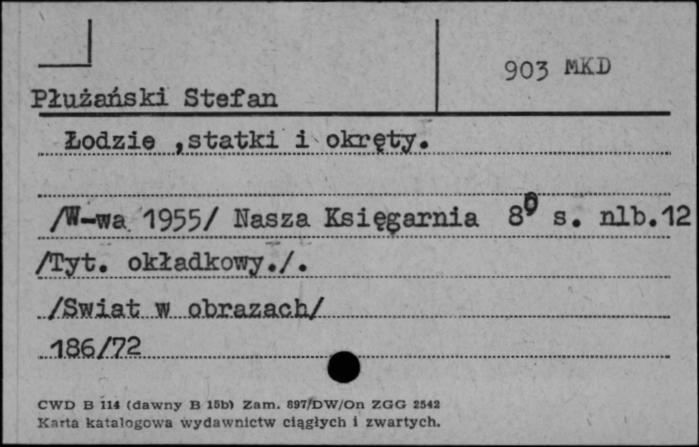 903 MKD
Płużański Stefan
Łodzie ,statki i okręty.
/W-wa 1955/ Nasza Księgarnia 8⁰ s. nlb.12
/Tyt. okładkowy./.
/Swiat w obrazach/
186/72
CWD B 114 (dawny B 15b) Zam. 897/DW/On ZGG 2542
Karta katalogowa wydawnictw ciągłych i zwartych.